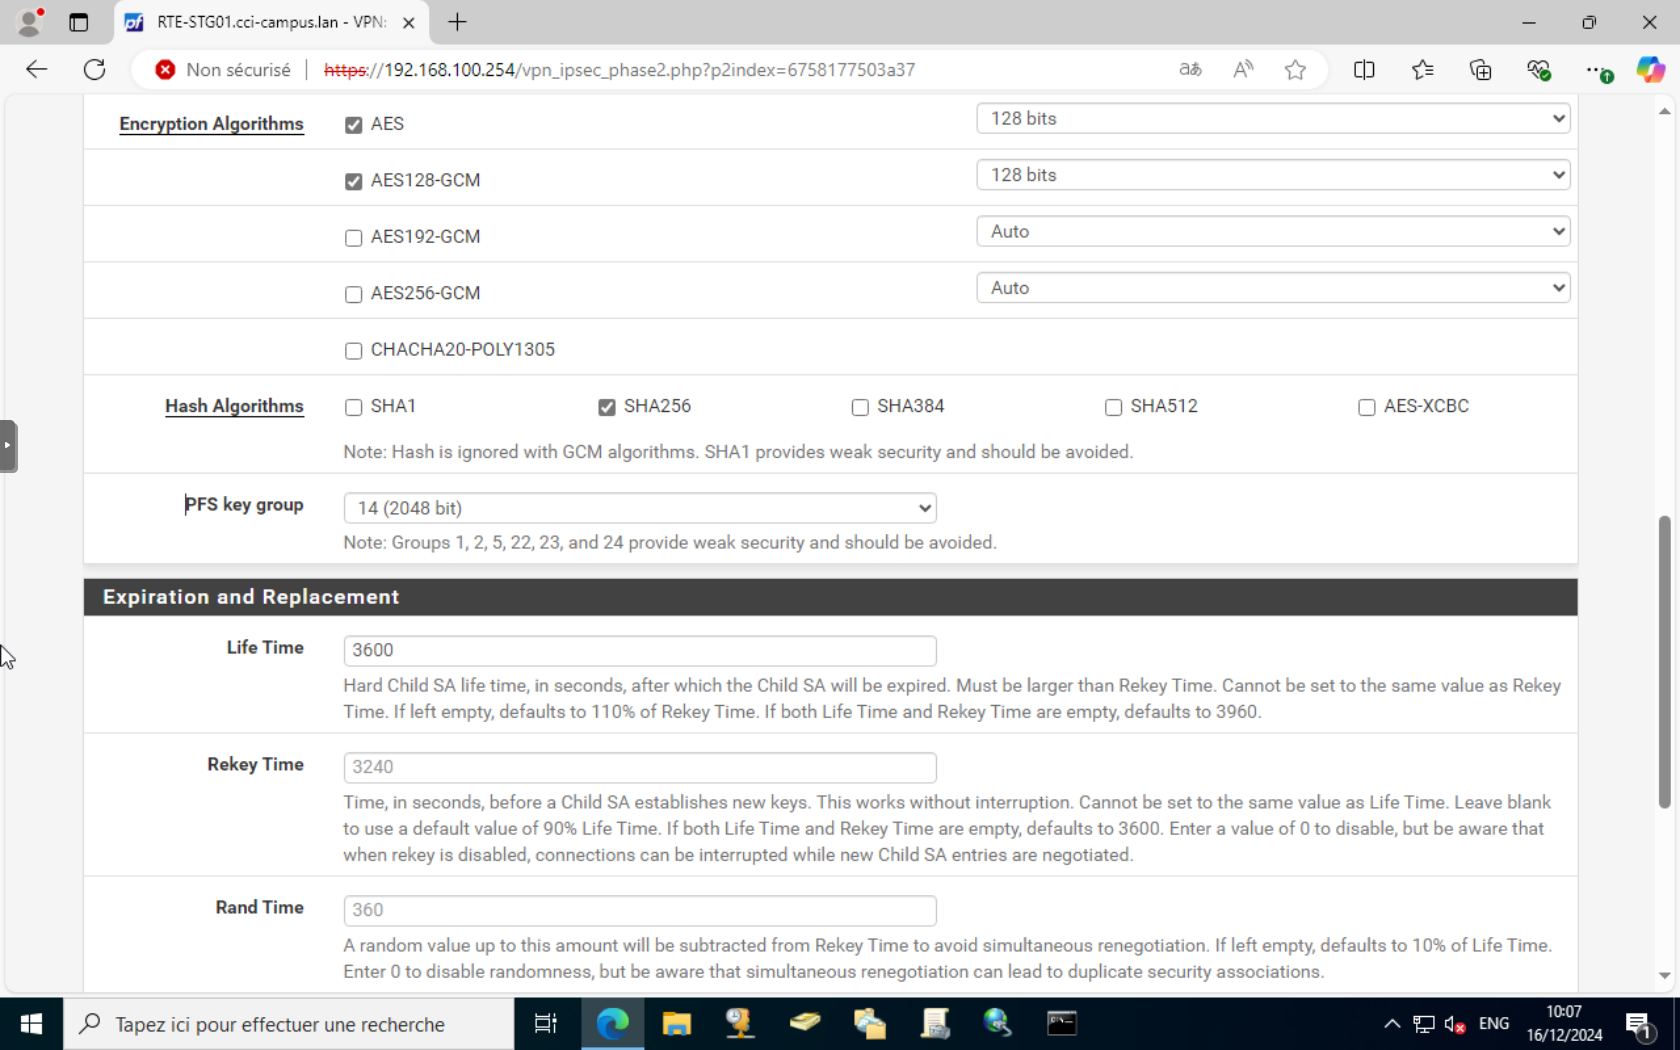 RTE-STG01.cci-campus.lan - VPN:
Non sécurisé
https://192.168.100.254/vpn_ipsec_phase2.php?p2index=6758177503a37
Encryption Algorithms
AES
128 bits
AES128-GCM
128 bits
AES192-GCM
Auto
AES256-GCM
Auto
CHACHA20-POLY1305
Hash Algorithms
SHA1
SHA256
SHA384
SHA512
AES-XCBC
Note: Hash is ignored with GCM algorithms. SHA1 provides weak security and should be avoided.
PFS key group
14 (2048 bit)
Note: Groups 1, 2, 5, 22, 23, and 24 provide weak security and should be avoided.
Expiration and Replacement
Life Time
3600
Hard Child SA life time, in seconds, after which the Child SA will be expired. Must be larger than Rekey Time. Cannot be set to the same value as Rekey
Time. If left empty, defaults to 110% of Rekey Time. If both Life Time and Rekey Time are empty, defaults to 3960.
Rekey Time
3240
Time, in seconds, before a Child SA establishes new keys. This works without interruption. Cannot be set to the same value as Life Time. Leave blank
to use a default value of 90% Life Time. If both Life Time and Rekey Time are empty, defaults to 3600. Enter a value of 0 to disable, but be aware that
when rekey is disabled, connections can be interrupted while new Child SA entries are negotiated.
Rand Time
360
A random value up to this amount will be subtracted from Rekey Time to avoid simultaneous renegotiation. If left empty, defaults to 10% of Life Time.
Enter 0 to disable randomness, but be aware that simultaneous renegotiation can lead to duplicate security associations.
Tapez ici pour effectuer une recherche
ENG
10:07
16/12/2024
1